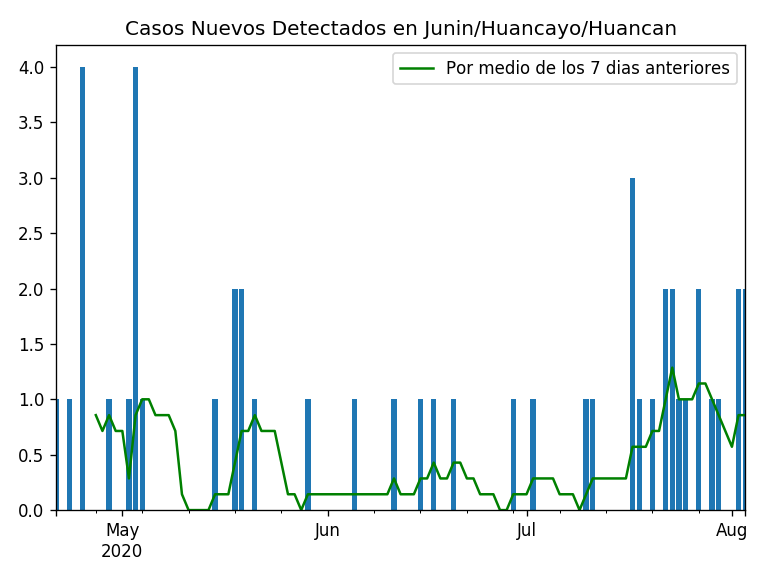 Casos Nuevos Detectados en Junin/Huancayo/Huancan
Por medio de los 7 dias anteriores
4.0
3.5
3.0
2.5
2.0
1.5
1.0
0.5
0.0
May
2020
Jun
Jul
Aug